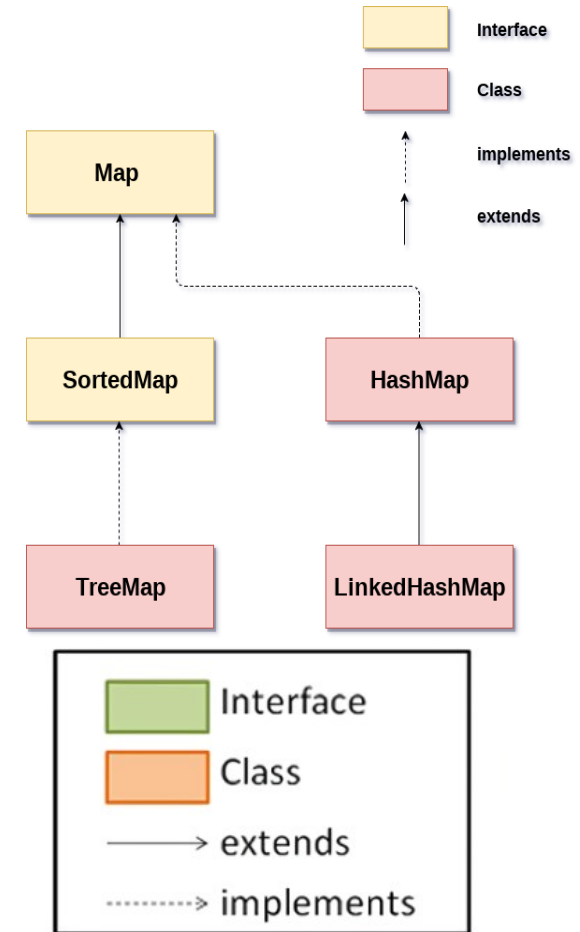 Interface
Class
implements
extends
Map
SortedMap
HashMap
TreeMap
LinkedHashMap
Interface
Class
extends
implements